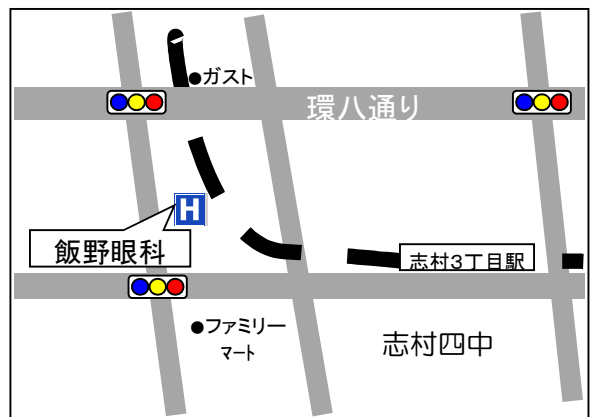 ●ガスト
環八通り
H
飯野眼科
志村3丁目駅
●ファミリー
マート
志村四中